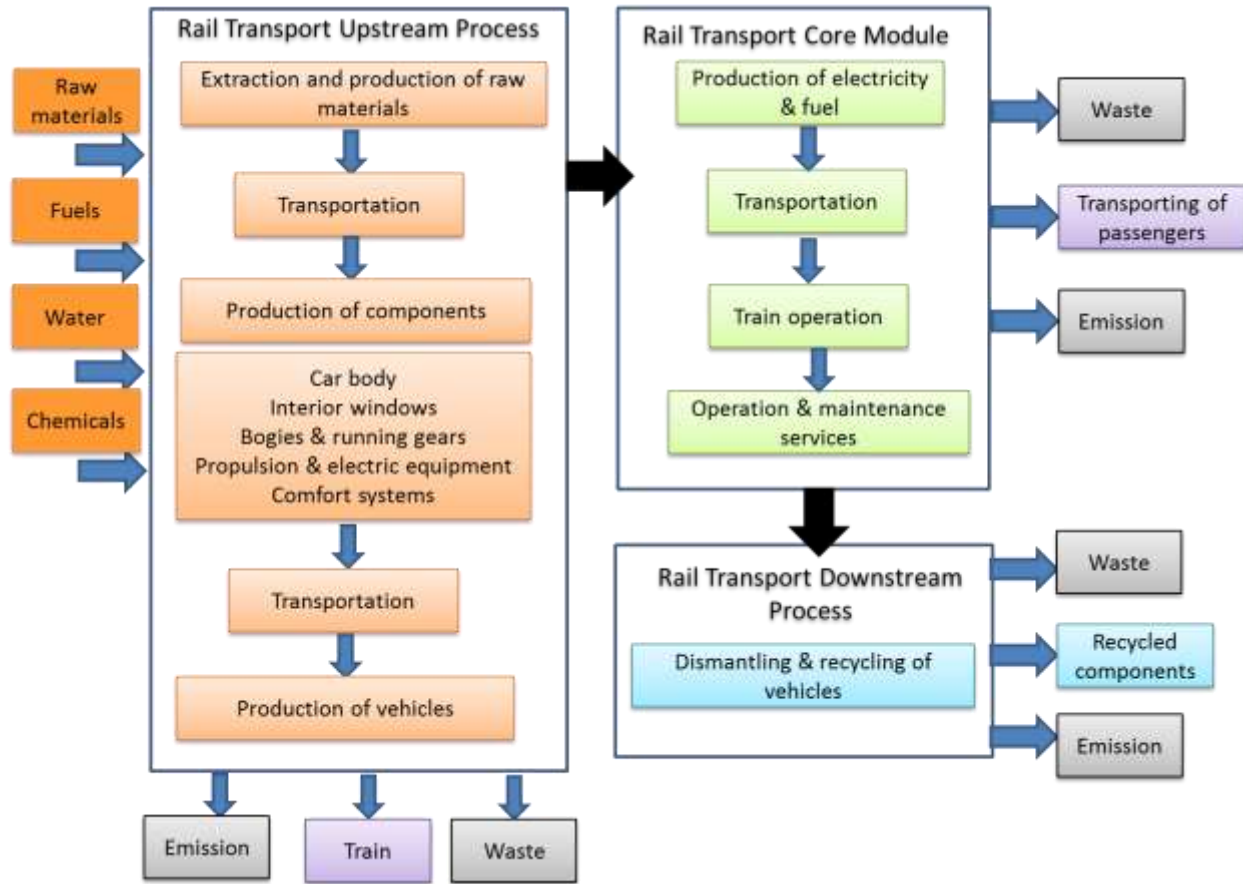 Raw
materials
Fuels
Water
Chemicals
Rail Transport Upstream Process
Extraction and production of raw
materials
Transportation
Production of components
Car body
Interior windows
Bogies & running gears
Propulsion & electric equipment
Comfort systems
Transportation
Production of vehicles
Emission
Train
Waste
Rail Transport Core Module
Production of electricity
& fuel
Transportation
Train operation
Operation & maintenance
services
Waste
Transporting of
passengers
Emission
Rail Transport Downstream
Process
Dismantling & recycling of
vehicles
Waste
Recycled
components
Emission